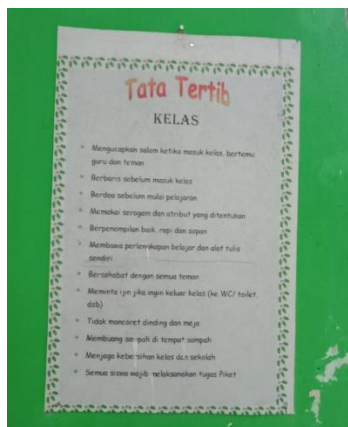 Tata Tertib
KELAS
Mengucapkan salam ketika masuk kelas, bertemu
guru dan teman
Berbaris sebelum masuk kelas
Berdoa sebelum mulai pelajaran
Memakai seragam dan atribut yang ditentukan
Berpenampilan baik, rapi dan sopan
Membawa perlengkapan belajar dan alat tulis
sendiri
Bersahabat dengan semua teman
Meminta ijin jika ingin keluar kelas (ke WC/ toilet,
dsb)
Tidak mencoret dinding dan meja
Membuang sampah di tempat sampah
Menjaga kebersihan kelas dan sekolah
Semua siswa wajib melaksanakan tugas Piket